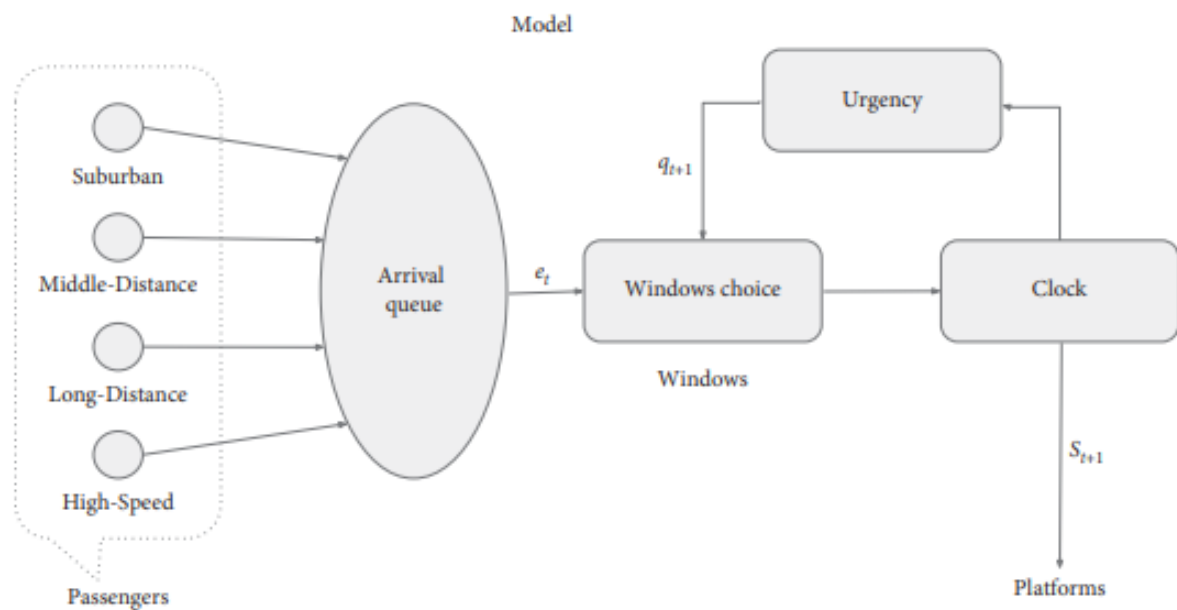 Model
Urgency
q_{t+1}
Suburban
Middle-Distance
Arrival
queue
e_t
Windows choice
Clock
Windows
Long-Distance
S_{t+1}
High-Speed
Passengers
Platforms